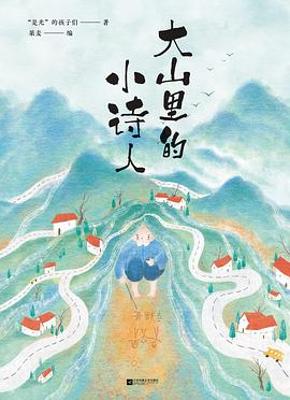 “是光”的孩子们 —— 著
果麦 —— 编
大山里的
小诗人